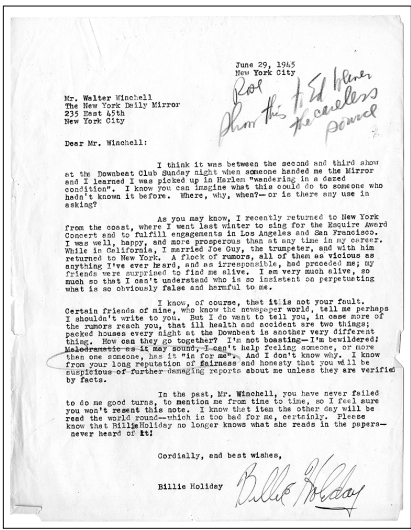 June 29, 1945
New York City
Rose
phone this to Ed
the careless
source
Mr. Walter Winchell
The New York Daily Mirror
235 East 45th
New York City
Dear Mr. Winchell:
I think it was between the second and third show
at the Downbeat Club Sunday night when someone handed me the Mirror
and I learned I was picked up in Harlem "wandering in a dazed
condition". I know you can imagine what this could do to someone who
hadn't known it before. Where, why, when?—or is there any use in
asking?
As you may know, I recently returned to New York
from the coast, where I went last winter to sing for the Esquire Award
Concert and to fulfill engagements in Los Angeles and San Francisco.
I was well, happy, and more prosperous than at any time in my career.
While in California, I married Joe Guy, the trumpeter, and with him
returned to New York. A flock of rumors, all of them as vicious as
anything I've ever heard, and as irresponsible, had preceded me; my
friends were surprised to find me alive. I am very much alive, so
much so that I can't understand who is so insistent on perpetuating
what is so obviously false and harmful to me.
I know, of course, that it is not your fault.
Certain friends of mine, who know the newspaper world, tell me perhaps
I shouldn't write to you. But I do want to tell you, in case more of
the rumors reach you, that ill health and accident are two things;
packed houses every night at the Downbeat is another very different
thing. How can they go together? I'm not boasting—I'm bewildered!
Melodramatic as it may sound, I can't help feeling someone, or more
than one someone, has it "is for me". And I don't know why. I know
from your long reputation of fairness and honesty that you will be
suspicious of further damaging reports about me unless they are verified
by facts.
In the past, Mr. Winchell, you have never failed
to do me good turns, to mention me from time to time, so I feel sure
you won't resent this note. I know that item the other day will be
read the world round——which is too bad for me, certainly. Please
know that Billie Holiday no longer knows what she reads in the papers——
never heard of it!
Cordially, and best wishes,
Billie Holiday
Billie Holiday